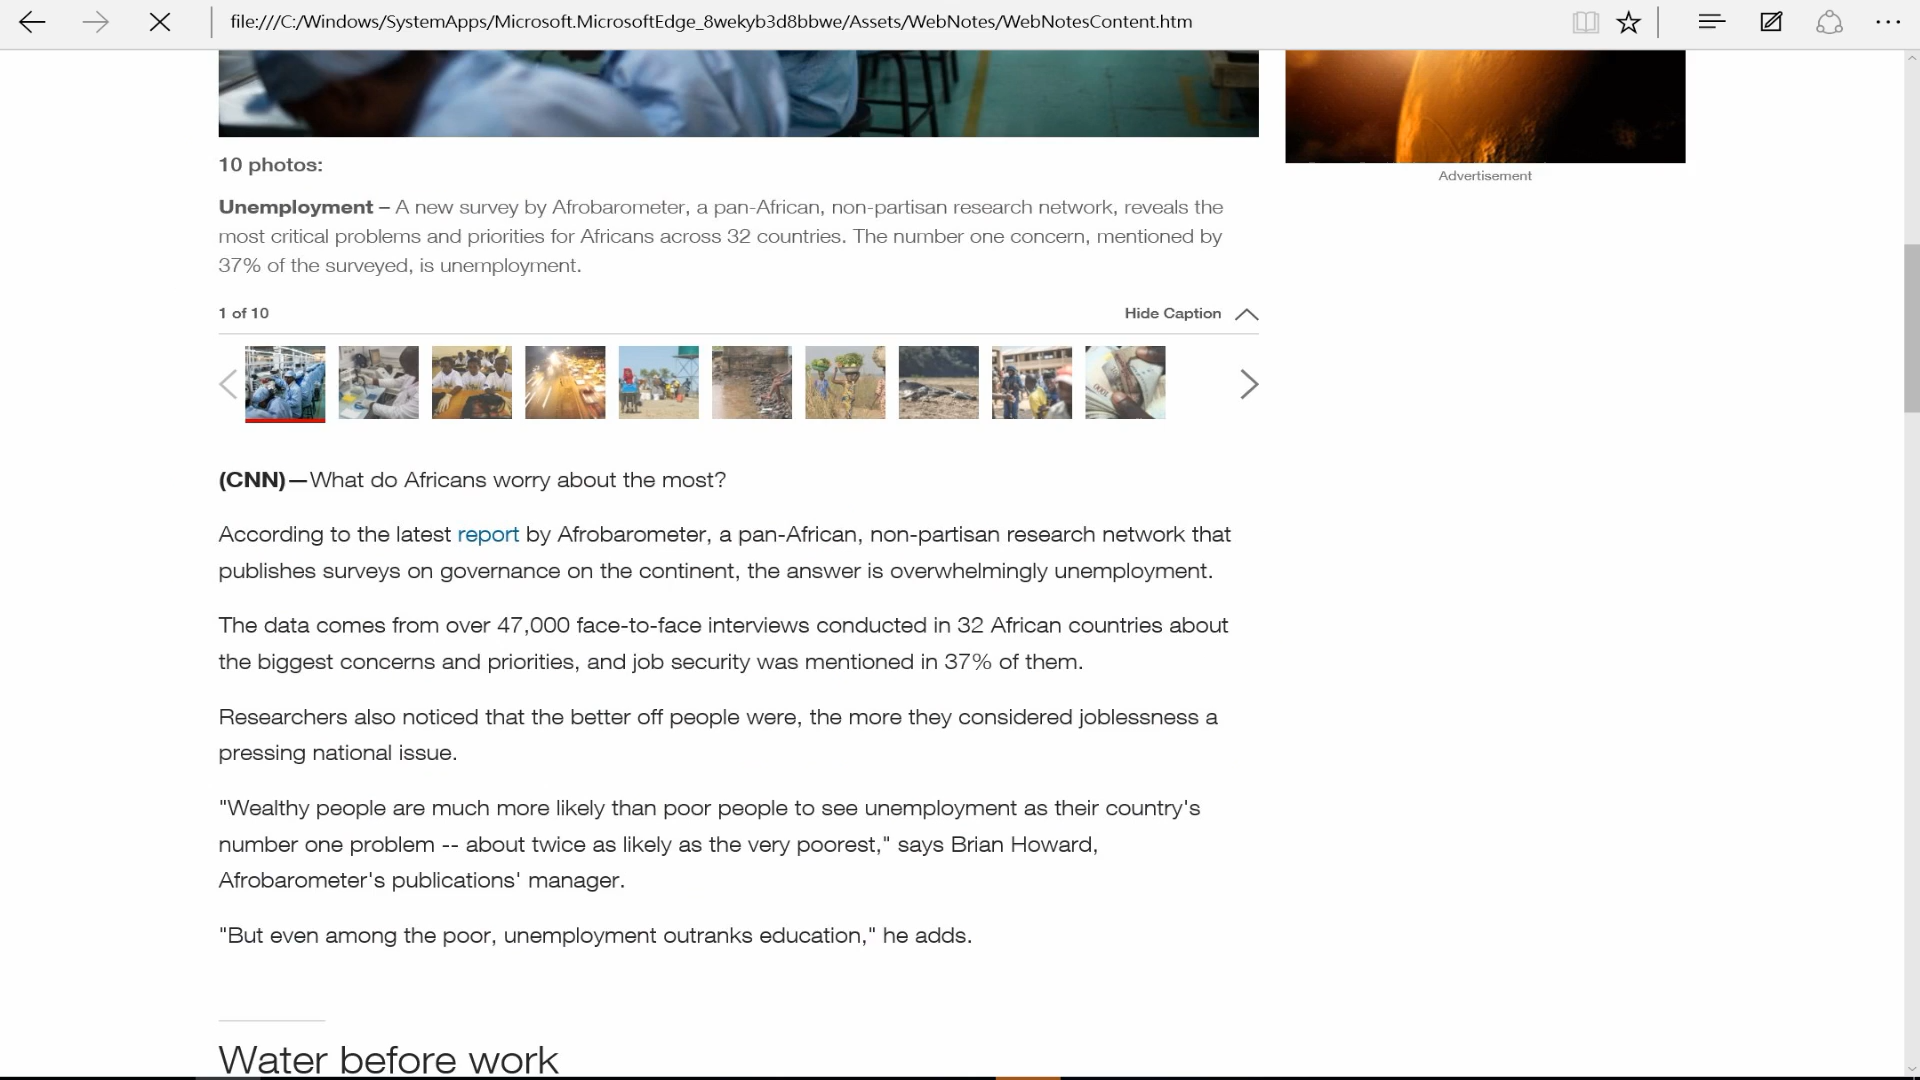 file:///C:/Windows/SystemApps/Microsoft.MicrosoftEdge_8wekyb3d8bbwe/Assets/WebNotes/WebNotesContent.htm
Advertisement
10 photos:
Unemployment – A new survey by Afrobarometer, a pan-African, non-partisan research network, reveals the
most critical problems and priorities for Africans across 32 countries. The number one concern, mentioned by
37% of the surveyed, is unemployment.
1 of 10
Hide Caption
(CNN)—What do Africans worry about the most?
According to the latest report by Afrobarometer, a pan-African, non-partisan research network that
publishes surveys on governance on the continent, the answer is overwhelmingly unemployment.
The data comes from over 47,000 face-to-face interviews conducted in 32 African countries about
the biggest concerns and priorities, and job security was mentioned in 37% of them.
Researchers also noticed that the better off people were, the more they considered joblessness a
pressing national issue.
"Wealthy people are much more likely than poor people to see unemployment as their country's
number one problem -- about twice as likely as the very poorest," says Brian Howard,
Afrobarometer's publications' manager.
"But even among the poor, unemployment outranks education," he adds.
Water before work